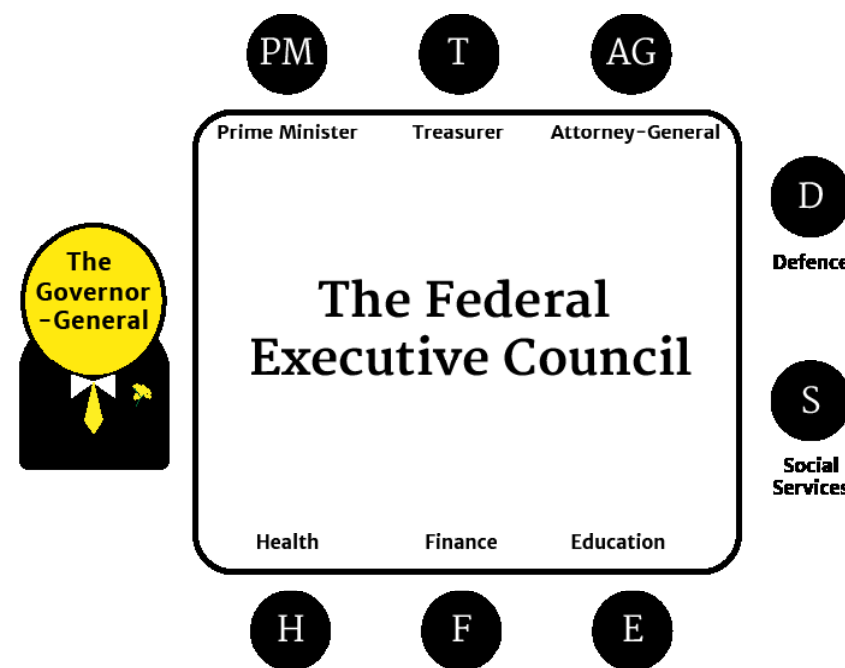 PM
T
AG
Prime Minister
Treasurer
Attorney-General
D
Defence
The
Governor
-General
The Federal
Executive Council
S
Social
Services
Health
Finance
Education
H
F
E